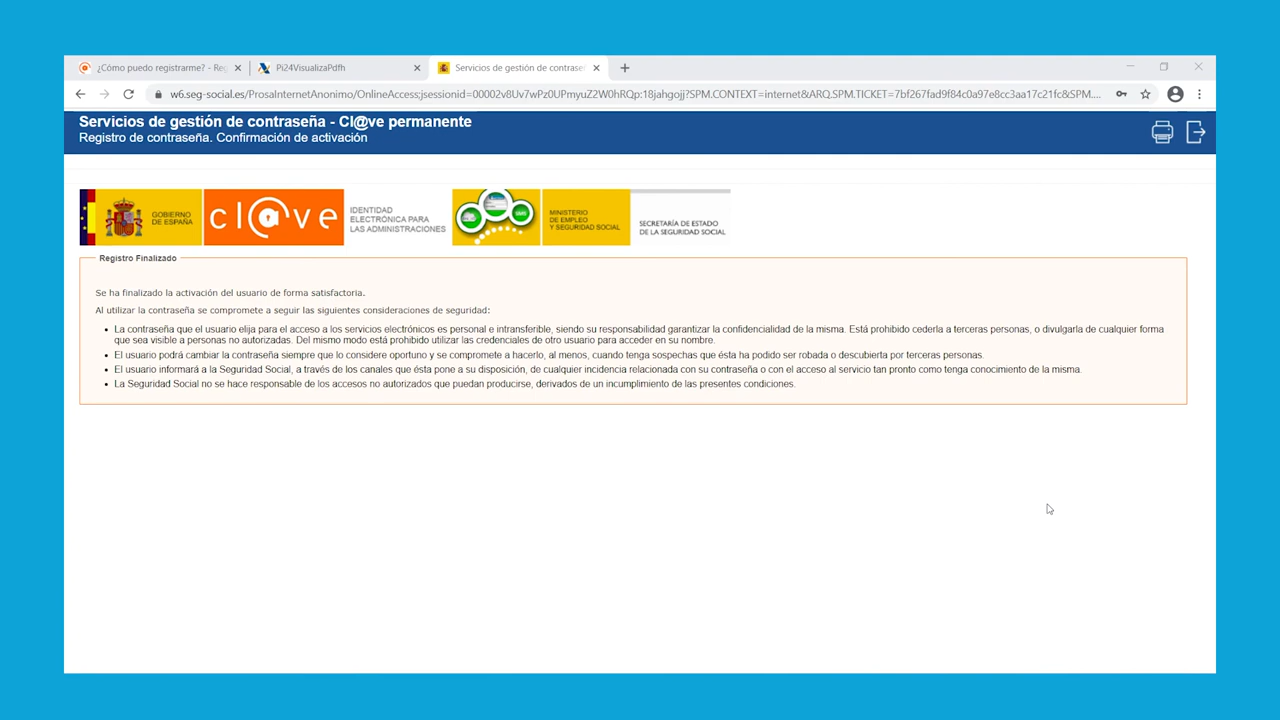 ¿Cómo puedo registrarme? - Reg
Pi24VisualizaPdfh
Servicios de gestión de contraseñ
w6.seg-social.es/ProsaInternetAnonimo/OnlineAccess;jsessionid=00002v8Uv7wPz0UPmyuZ2W0hRQp:18jahgojj?SPM.CONTEXT=internet&ARQ.SPM.TICKET=7bf267fad9f84c0a97e8cc3aa17c21fc&SPM....
Servicios de gestión de contraseña - Cl@ve permanente
Registro de contraseña. Confirmación de activación
GOBIERNO
DE ESPAÑA
cl@ve
IDENTIDAD
ELECTRÓNICA PARA
LAS ADMINISTRACIONES
MINISTERIO
DE EMPLEO
Y SEGURIDAD SOCIAL
SECRETARÍA DE ESTADO
DE LA SEGURIDAD SOCIAL
Registro Finalizado
Se ha finalizado la activación del usuario de forma satisfactoria.
Al utilizar la contraseña se compromete a seguir las siguientes consideraciones de seguridad:
• La contraseña que el usuario elija para el acceso a los servicios electrónicos es personal e intransferible, siendo su responsabilidad garantizar la confidencialidad de la misma. Está prohibido cederla a terceras personas, o divulgarla de cualquier forma
que sea visible a personas no autorizadas. Del mismo modo está prohibido utilizar las credenciales de otro usuario para acceder en su nombre.
• El usuario podrá cambiar la contraseña siempre que lo considere oportuno y se compromete a hacerlo, al menos, cuando tenga sospechas que ésta ha podido ser robada o descubierta por terceras personas.
• El usuario informará a la Seguridad Social, a través de los canales que ésta pone a su disposición, de cualquier incidencia relacionada con su contraseña o con el acceso al servicio tan pronto como tenga conocimiento de la misma.
• La Seguridad Social no se hace responsable de los accesos no autorizados que puedan producirse, derivados de un incumplimiento de las presentes condiciones.